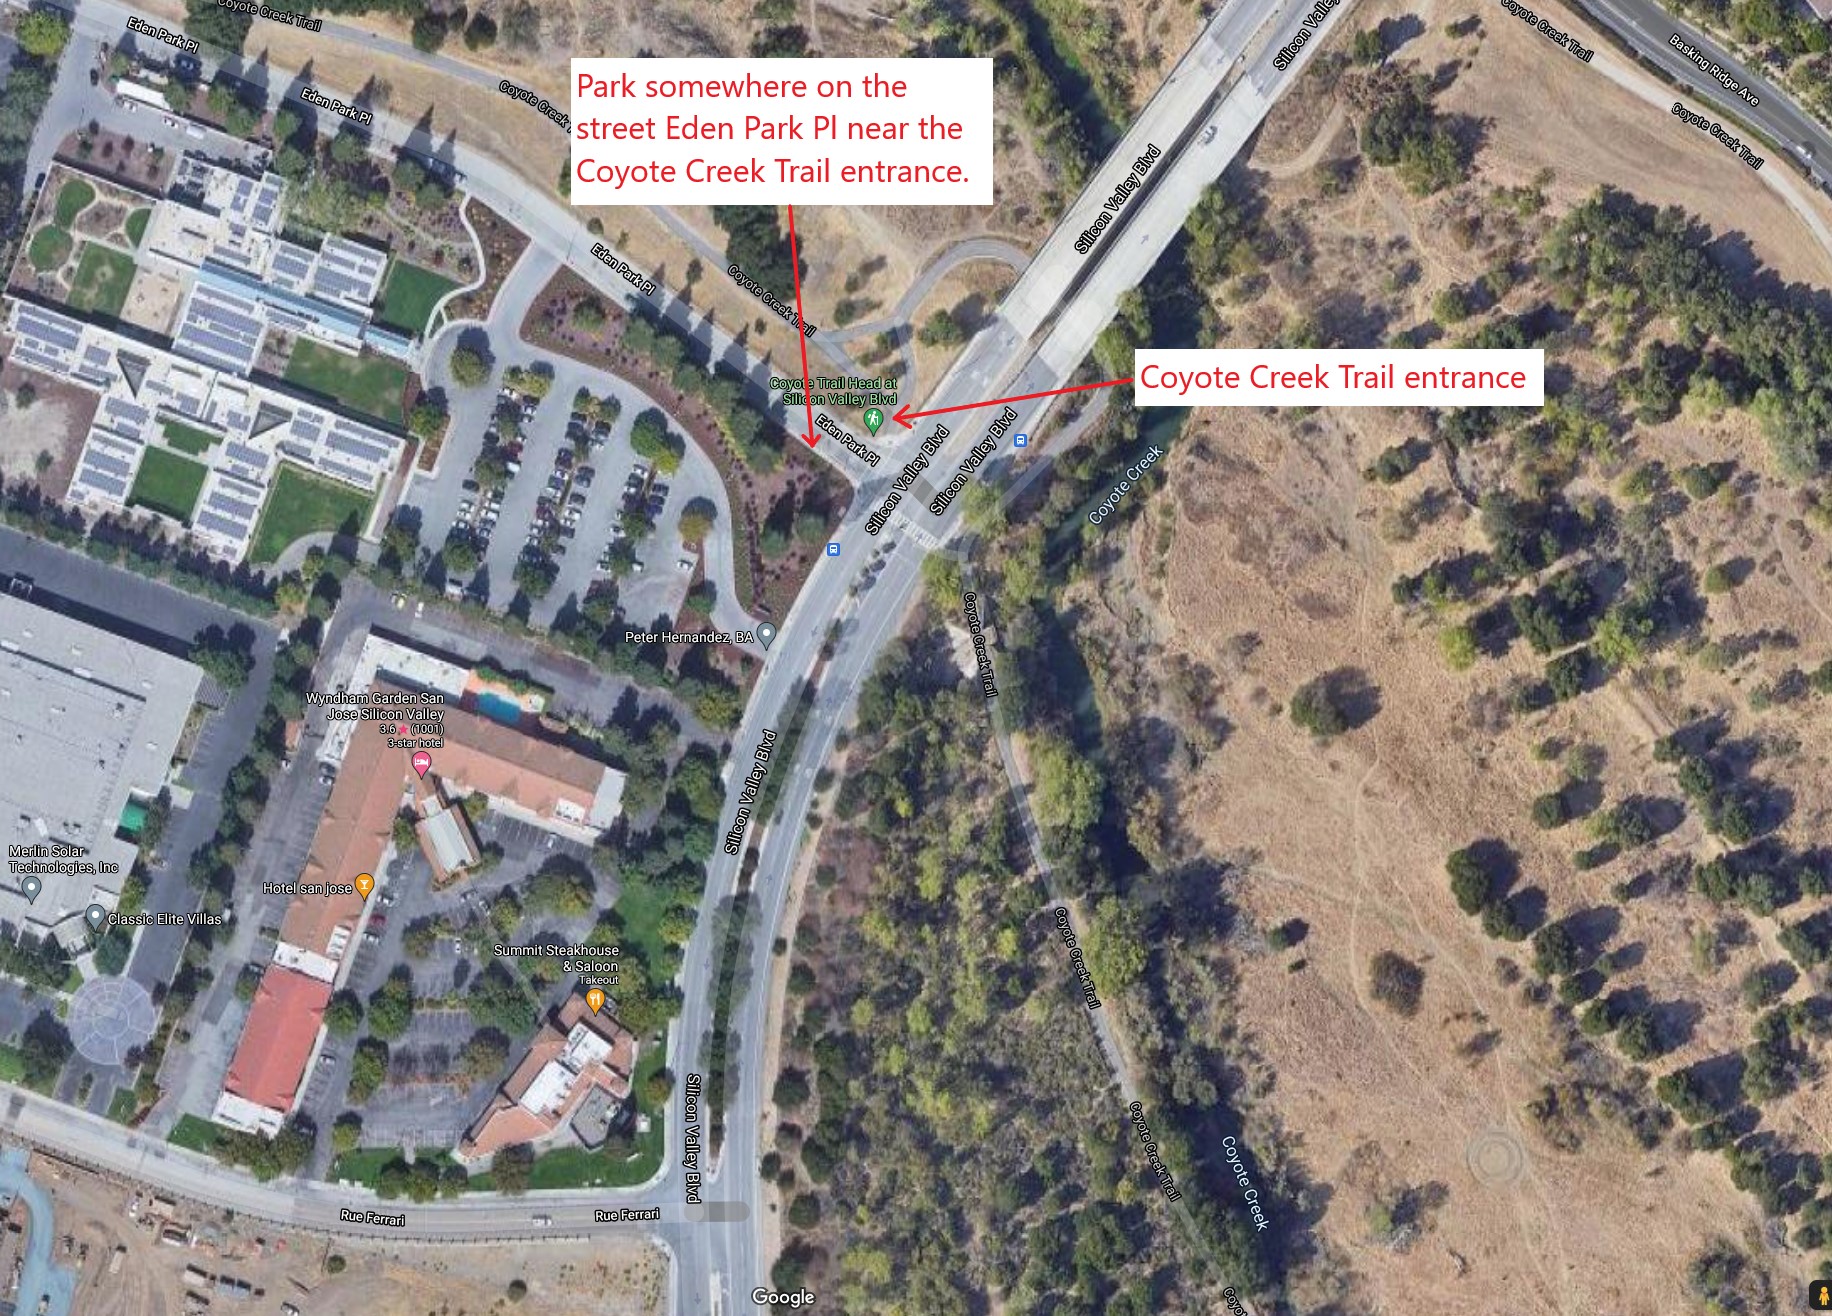 Coyote Creek Trail
Eden Park Pl
Silicon Valley
Coyote Creek Trail
Basking Ridge Ave
Coyote Creek Trail
Eden Park Pl
Coyote Creek
Park somewhere on the
street Eden Park Pl near the
Coyote Creek Trail entrance.
Silicon Valley Blvd
Eden Park Pl
Coyote Creek Trail
Coyote Creek Trail entrance
Coyote Trail Head at
Silicon Valley Blvd
Eden Park Pl
Silicon Valley Blvd
Silicon Valley Blvd
Coyote Creek
Coyote Creek Trail
Peter Hernandez, BA
Wyndham Garden San
Jose Silicon Valley
3.6 ★ (1001)
3-star hotel
Silicon Valley Blvd
Merlin Solar
Technologies, Inc
Hotel san jose
Classic Elite Villas
Summit Steakhouse
& Saloon
Takeout
Coyote Creek Trail
Silicon Valley Blvd
Coyote Creek Trail
Coyote Creek
Rue Ferrari
Rue Ferrari
Google